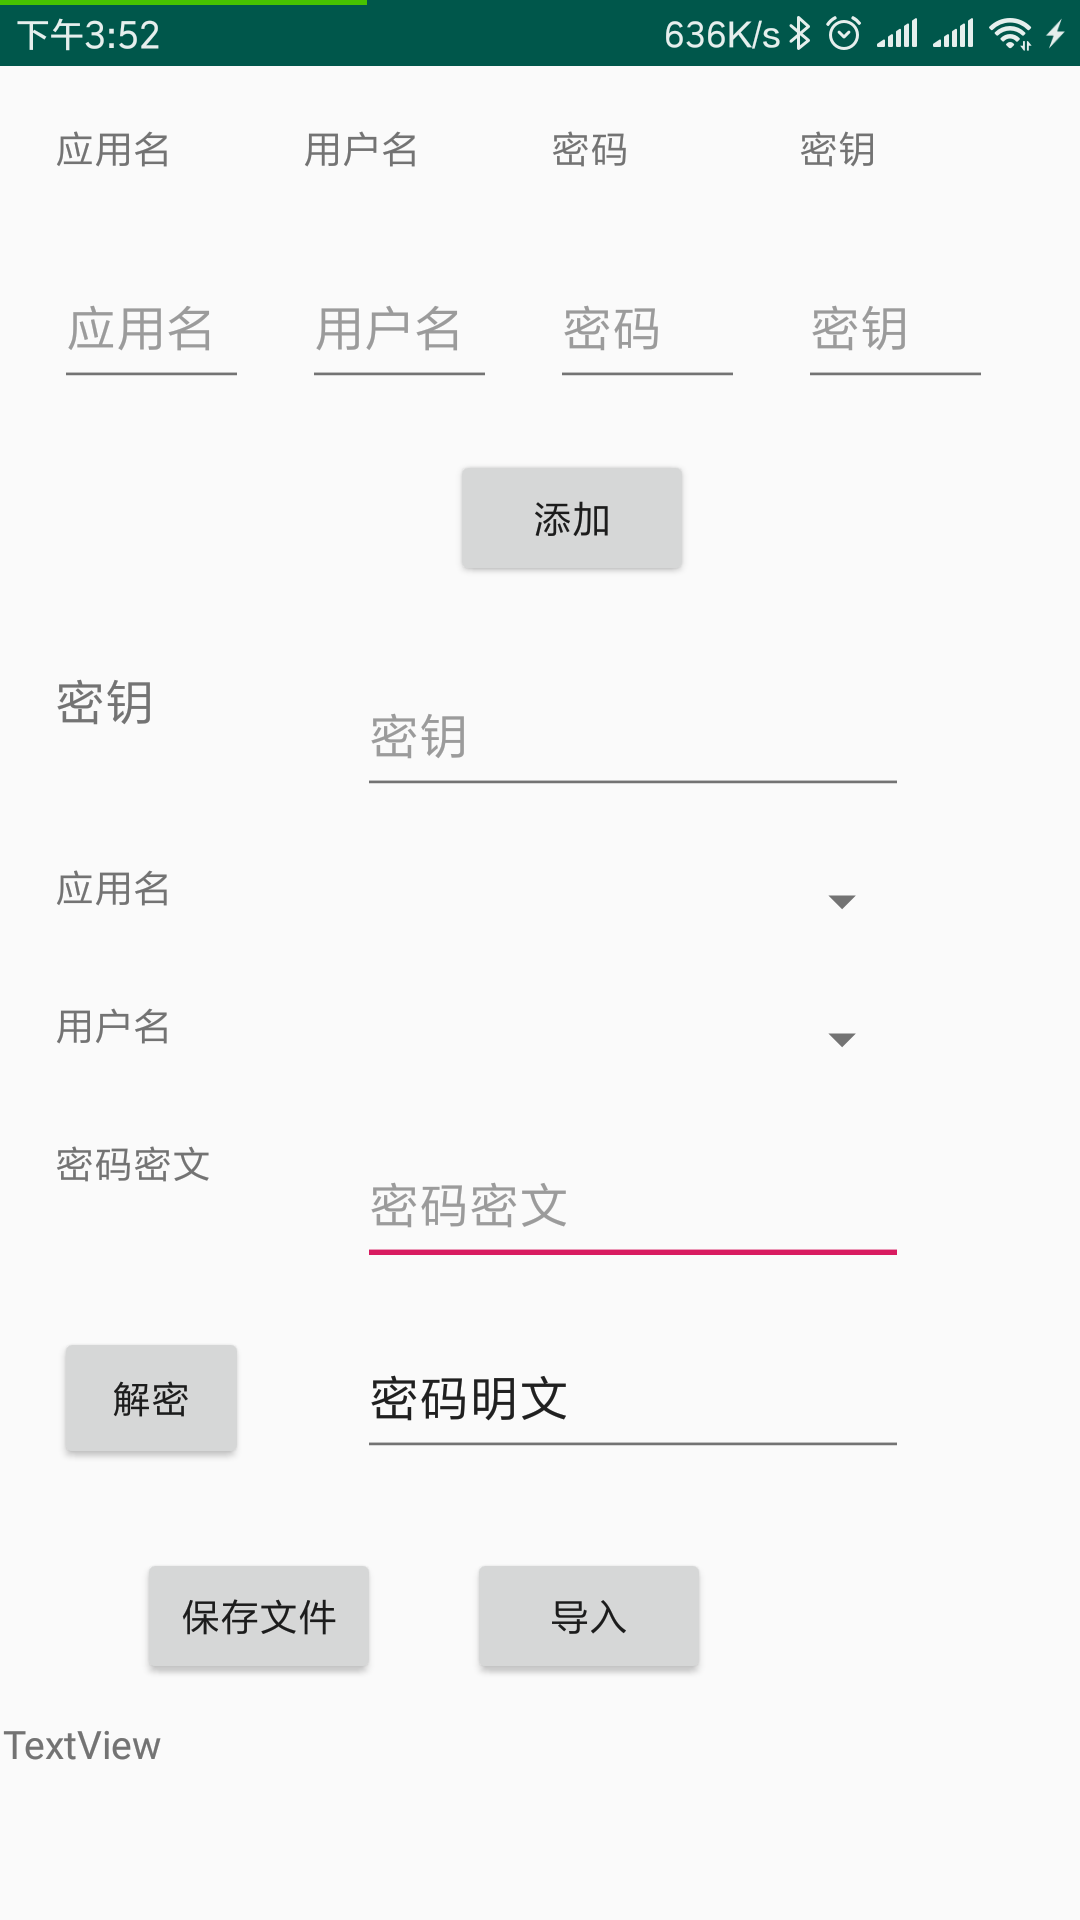 下午3:52 636K/s
应用名 用户名 密码 密钥
应用名 用户名 密码 密钥
添加
密钥
密钥
应用名
用户名
密码密文
密码密文
解密 密码明文
保存文件 导入
TextView